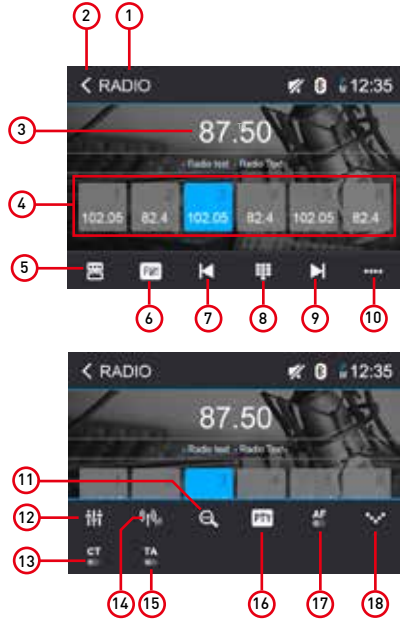 2 1
RADIO 12:35
3 87.50
- Radio text - Radio Text-
4
102.05 82.4 102.05 82.4 102.05 82.4
5
6 7 8 9 10
RADIO 12:35
87.50
- Radio text - Radio Text-
11
12 PTY AF
13 CT TA
14 15 16 17 18